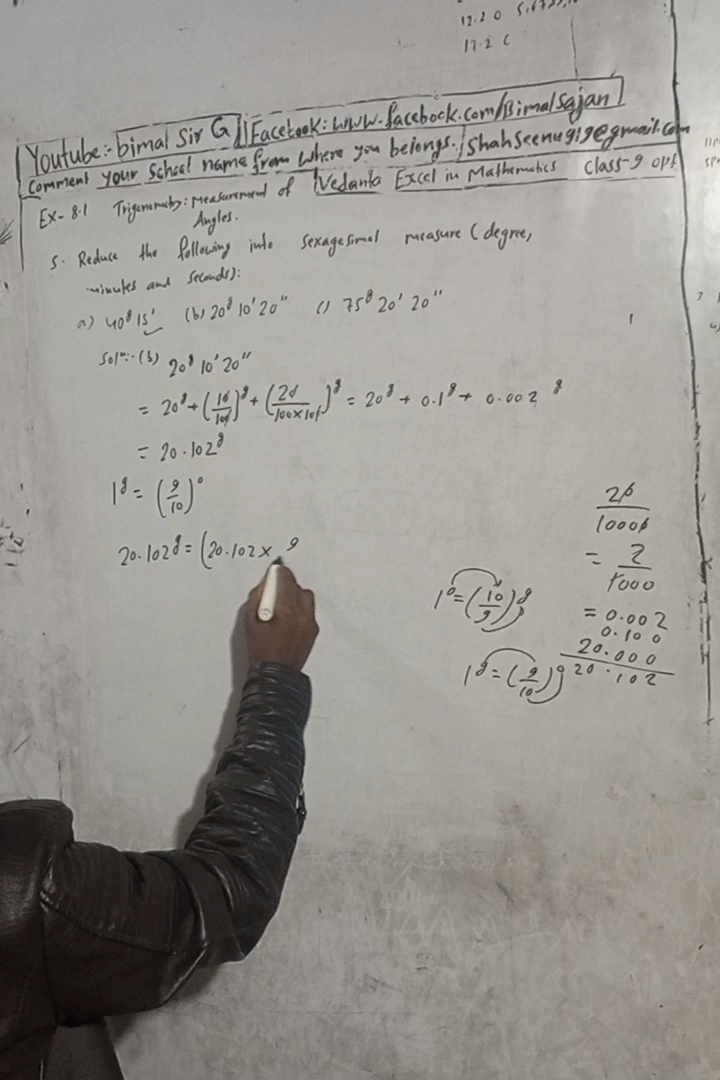 17.2 0
17.2 6
Youtube:- bimal Sir G || Facebook: www.facebook.com/Bimalsajan
Comment your School name from where you belongs. / Shahseenug19@gmail.com
Ex- 8.1 Trigonometry: Measurement of Angles. Vedanta Excel in Mathematics Class-9 opt
5. Reduce the following into Sexagesimal measure (degree,
minutes and seconds):
a) 40ᵍ 15' (b) 20ᵍ 10' 20'' c) 75ᵍ 20' 20''
Solⁿ:- (b) 20ᵍ 10' 20''
= 20ᵍ + (10/100)ᵍ + (20/100×100)ᵍ = 20ᵍ + 0.1ᵍ + 0.002ᵍ
= 20.102ᵍ
1ᵍ = (9/10)°
20.102ᵍ = (20.102 × 9
20/10000
= 2/1000
= 0.002
0.100
20.000
20.102
1° = (10/9)ᵍ
1ᵍ = (9/10)°